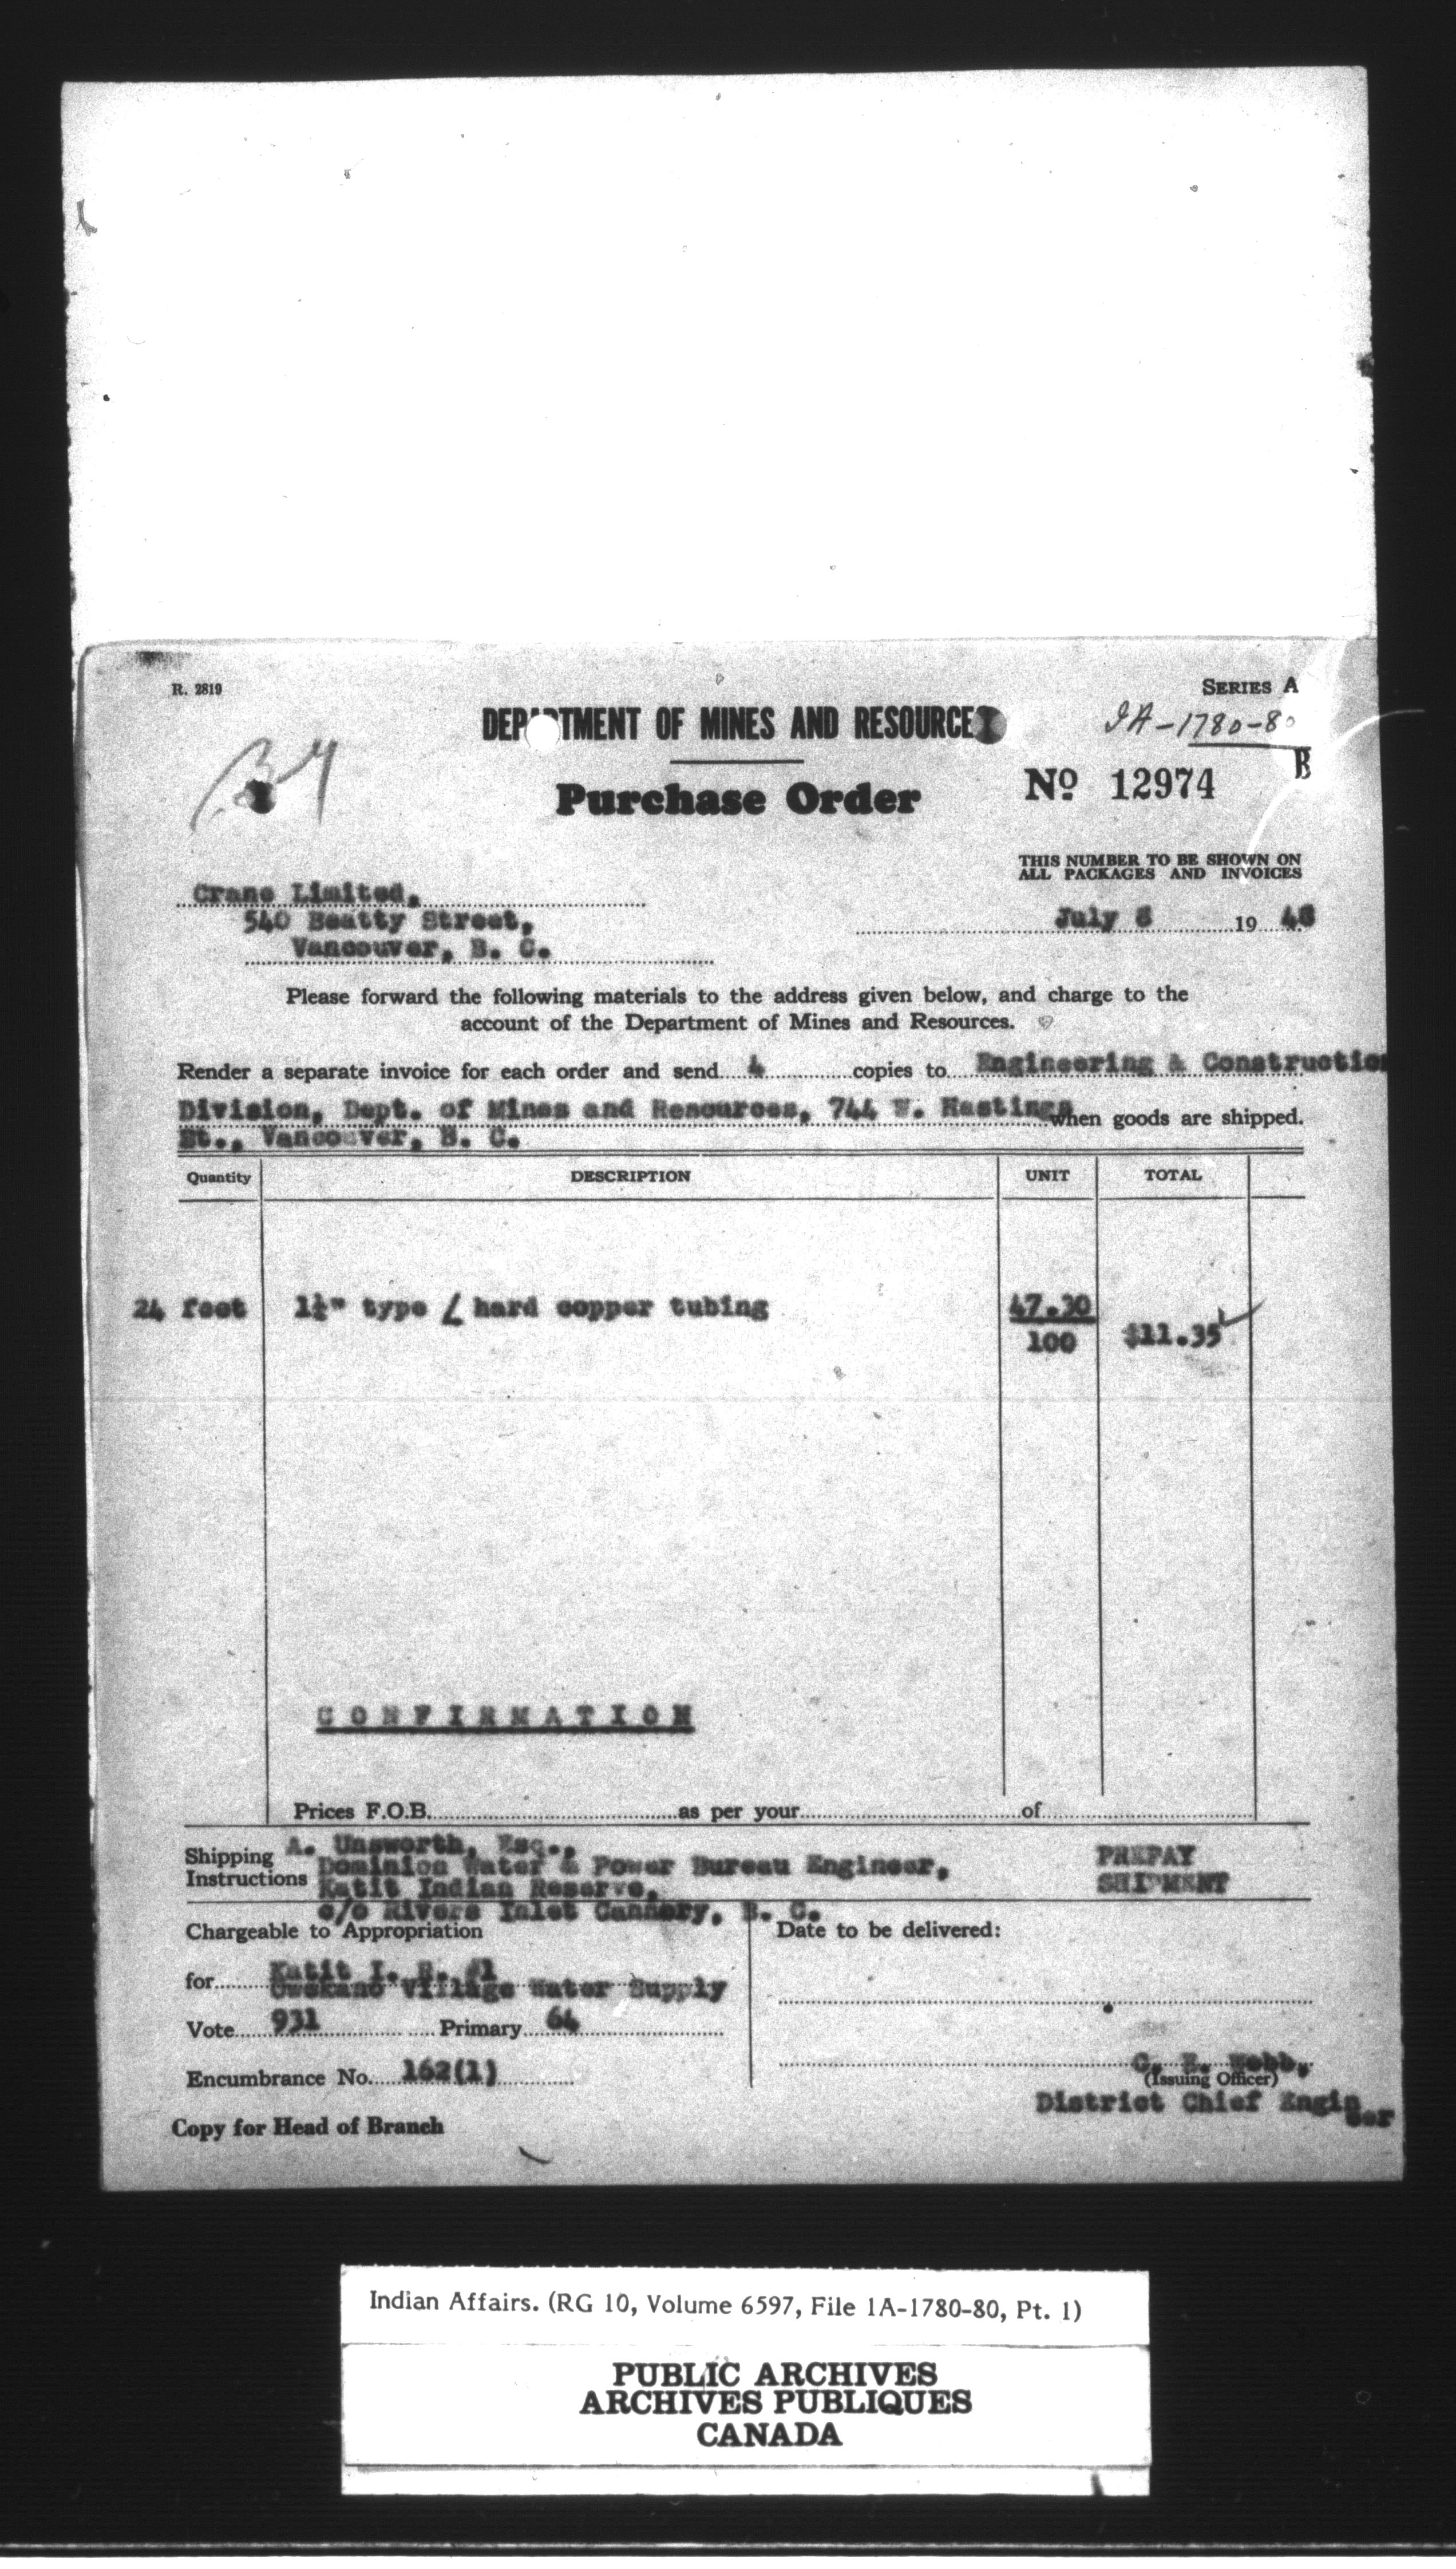 R. 2819
SERIES A
DEPARTMENT OF MINES AND RESOURCES
1A-1780-80
37
Purchase Order
No 12974 B
THIS NUMBER TO BE SHOWN ON
ALL PACKAGES AND INVOICES
Crane Limited,
540 Beatty Street,
Vancouver, B. C.
July 8 1948
Please forward the following materials to the address given below, and charge to the
account of the Department of Mines and Resources.
Render a separate invoice for each order and send 4 copies to Engineering & Construction
Division, Dept. of Mines and Resources, 744 W. Hastings when goods are shipped.
St., Vancouver, B. C.
Quantity DESCRIPTION UNIT TOTAL
24 feet 1¼" type L hard copper tubing 47.30
100 $11.35
CONFIRMATION
Prices F.O.B. as per your of
Shipping Instructions A. Unsworth, Esq.,
Dominion Water & Power Bureau Engineer,
Katit Indian Reserve,
c/o Rivers Inlet Cannery, B. C.
PREPAY
SHIPMENT
Chargeable to Appropriation
Date to be delivered:
for Katit I. R. #1
Owekano Village Water Supply
Vote 931 Primary 64
Encumbrance No. 162(1)
G. E. Webb,
(Issuing Officer)
District Chief Engineer
Copy for Head of Branch
Indian Affairs. (RG 10, Volume 6597, File 1A-1780-80, Pt. 1)
PUBLIC ARCHIVES
ARCHIVES PUBLIQUES
CANADA